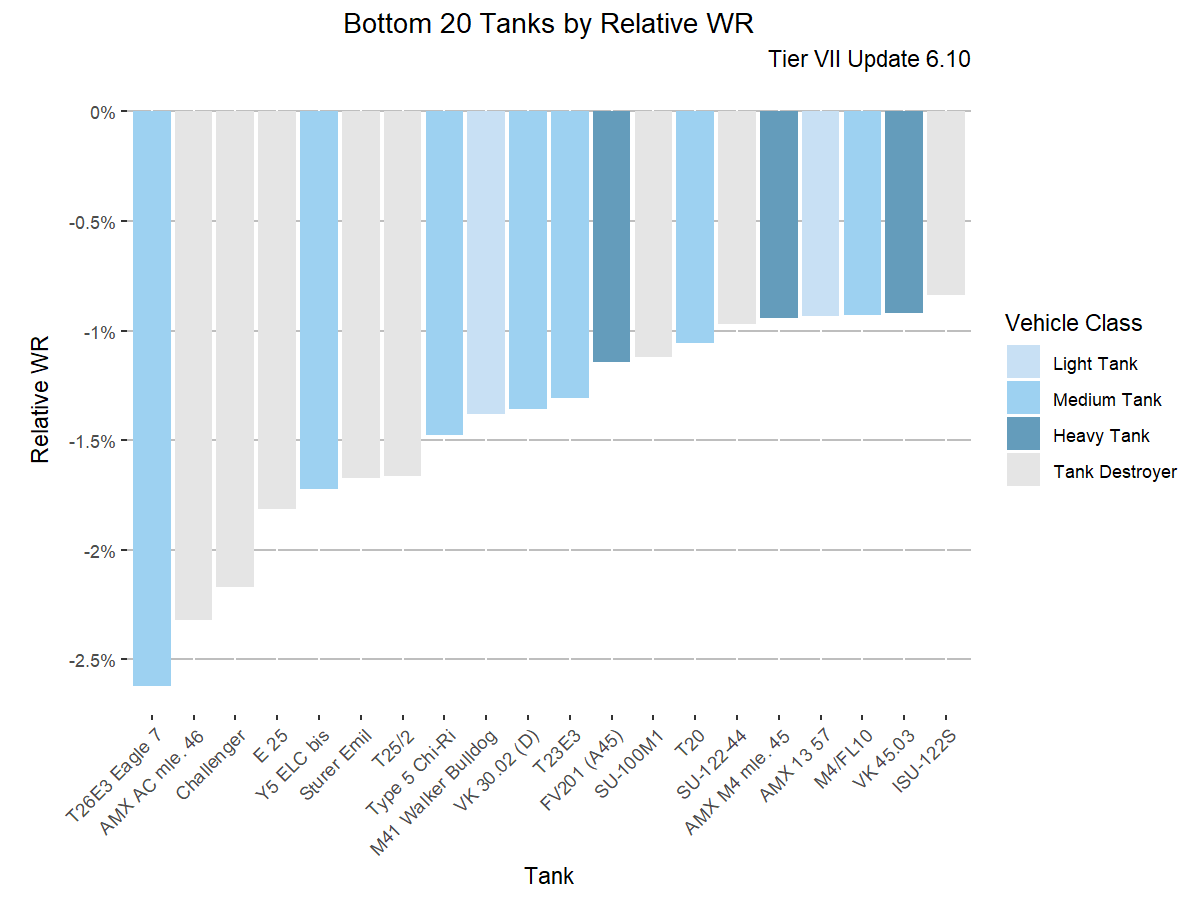 Bottom 20 Tanks by Relative WR
Tier VII Update 6.10
0%
-0.5%
-1%
-1.5%
-2%
-2.5%
Relative WR
T26E3 Eagle 7
AMX AC mle. 46
Challenger
E 25
Y5 ELC bis
Sturer Emil
T25/2
Type 5 Chi-Ri
M41 Walker Bulldog
VK 30.02 (D)
T23E3
FV201 (A45)
SU-100M1
T20
SU-122-44
AMX M4 mle. 45
AMX 13 57
M4/FL10
VK 45.03
ISU-122S
Tank
Vehicle Class
Light Tank
Medium Tank
Heavy Tank
Tank Destroyer